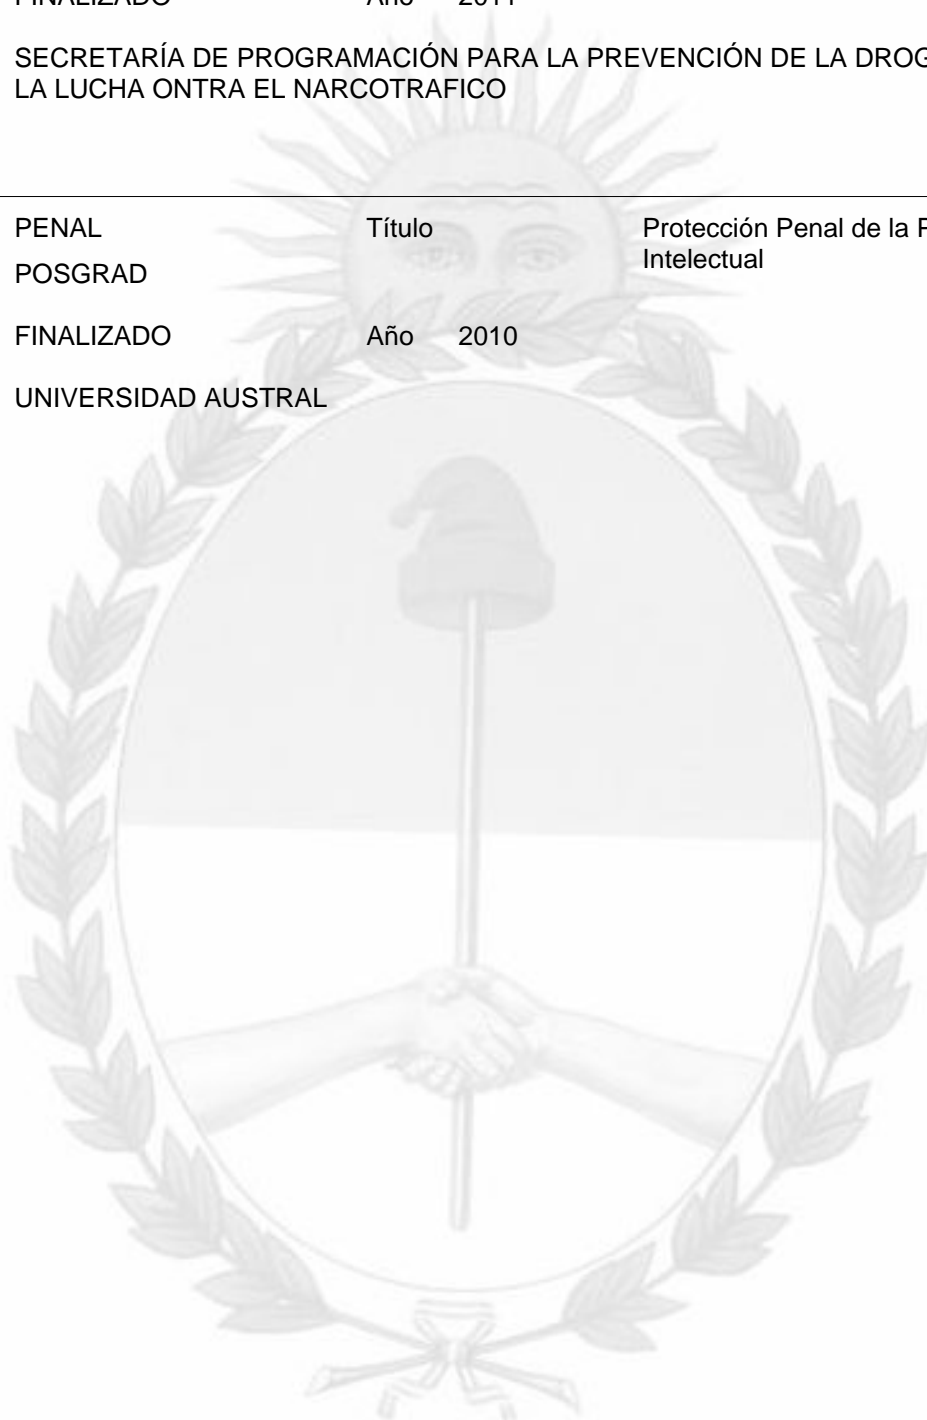 FINALIZADO Año 2011
SECRETARÍA DE PROGRAMACIÓN PARA LA PREVENCIÓN DE LA DROG
LA LUCHA ONTRA EL NARCOTRAFICO
PENAL Título Protección Penal de la P
POSGRAD Intelectual
FINALIZADO Año 2010
UNIVERSIDAD AUSTRAL